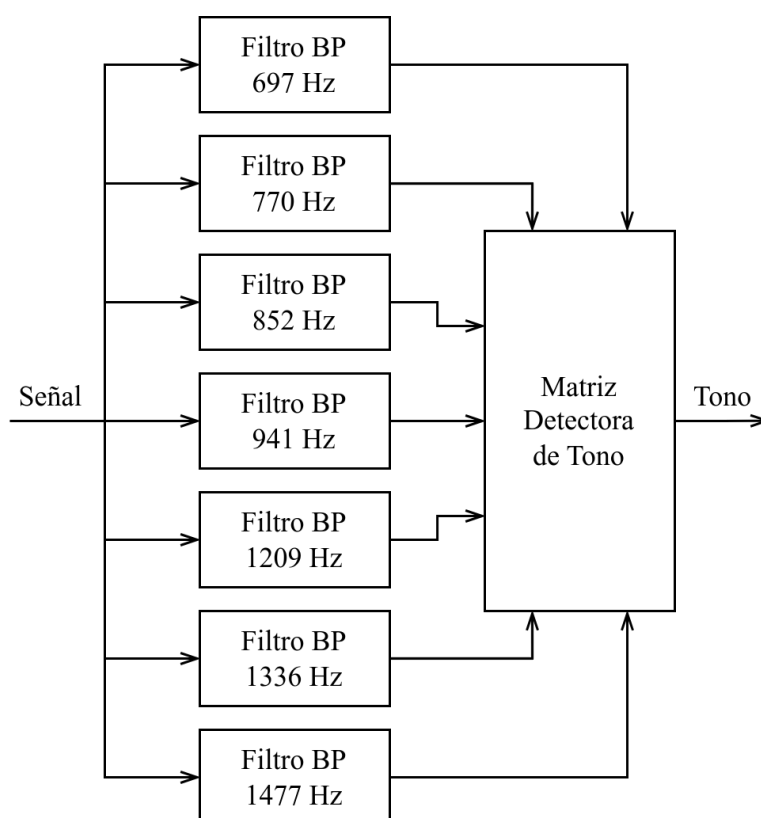 Filtro BP
697 Hz
Filtro BP
770 Hz
Filtro BP
852 Hz
Señal
Filtro BP
941 Hz
Matriz
Detectora
de Tono
Tono
Filtro BP
1209 Hz
Filtro BP
1336 Hz
Filtro BP
1477 Hz